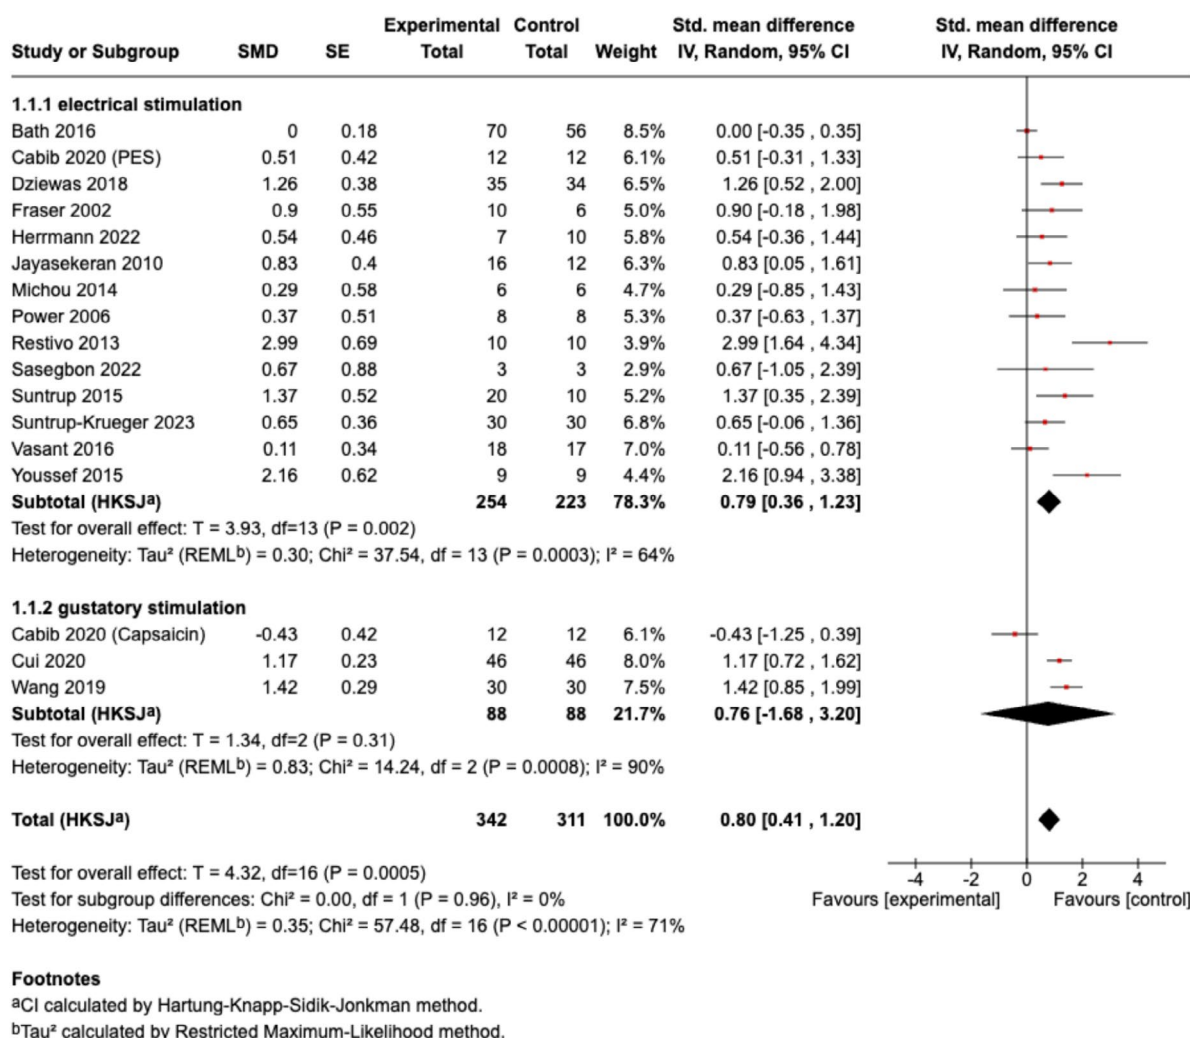 Experimental Control Std. mean difference Std. mean difference
Study or Subgroup SMD SE Total Total Weight IV, Random, 95% CI IV, Random, 95% CI
1.1.1 electrical stimulation
Bath 2016 0 0.18 70 56 8.5% 0.00 [-0.35 , 0.35]
Cabib 2020 (PES) 0.51 0.42 12 12 6.1% 0.51 [-0.31 , 1.33]
Dziewas 2018 1.26 0.38 35 34 6.5% 1.26 [0.52 , 2.00]
Fraser 2002 0.9 0.55 10 6 5.0% 0.90 [-0.18 , 1.98]
Herrmann 2022 0.54 0.46 7 10 5.8% 0.54 [-0.36 , 1.44]
Jayasekeran 2010 0.83 0.4 16 12 6.3% 0.83 [0.05 , 1.61]
Michou 2014 0.29 0.58 6 6 4.7% 0.29 [-0.85 , 1.43]
Power 2006 0.37 0.51 8 8 5.3% 0.37 [-0.63 , 1.37]
Restivo 2013 2.99 0.69 10 10 3.9% 2.99 [1.64 , 4.34]
Sasegbon 2022 0.67 0.88 3 3 2.9% 0.67 [-1.05 , 2.39]
Suntrup 2015 1.37 0.52 20 10 5.2% 1.37 [0.35 , 2.39]
Suntrup-Krueger 2023 0.65 0.36 30 30 6.8% 0.65 [-0.06 , 1.36]
Vasant 2016 0.11 0.34 18 17 7.0% 0.11 [-0.56 , 0.78]
Youssef 2015 2.16 0.62 9 9 4.4% 2.16 [0.94 , 3.38]
Subtotal (HKSJᵃ) 254 223 78.3% 0.79 [0.36 , 1.23]
Test for overall effect: T = 3.93, df=13 (P = 0.002)
Heterogeneity: Tau² (REMLᵇ) = 0.30; Chi² = 37.54, df = 13 (P = 0.0003); I² = 64%
1.1.2 gustatory stimulation
Cabib 2020 (Capsaicin) -0.43 0.42 12 12 6.1% -0.43 [-1.25 , 0.39]
Cui 2020 1.17 0.23 46 46 8.0% 1.17 [0.72 , 1.62]
Wang 2019 1.42 0.29 30 30 7.5% 1.42 [0.85 , 1.99]
Subtotal (HKSJᵃ) 88 88 21.7% 0.76 [-1.68 , 3.20]
Test for overall effect: T = 1.34, df=2 (P = 0.31)
Heterogeneity: Tau² (REMLᵇ) = 0.83; Chi² = 14.24, df = 2 (P = 0.0008); I² = 90%
Total (HKSJᵃ) 342 311 100.0% 0.80 [0.41 , 1.20]
Test for overall effect: T = 4.32, df=16 (P = 0.0005)
-4 -2 0 2 4
Test for subgroup differences: Chi² = 0.00, df = 1 (P = 0.96), I² = 0%
Favours [experimental] Favours [control]
Heterogeneity: Tau² (REMLᵇ) = 0.35; Chi² = 57.48, df = 16 (P < 0.00001); I² = 71%
Footnotes
ᵃCI calculated by Hartung-Knapp-Sidik-Jonkman method.
ᵇTau² calculated by Restricted Maximum-Likelihood method.